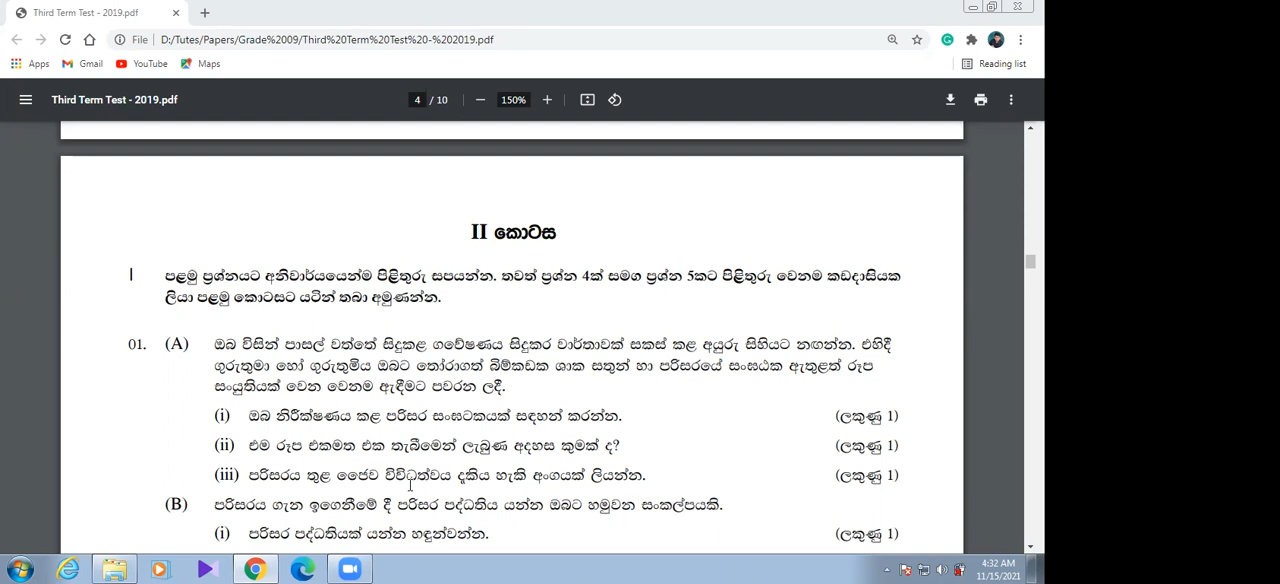 Third Term Test - 2019.pdf
File | D:/Tutes/Papers/Grade%2009/Third%20Term%20Test%20-%202019.pdf
Apps Gmail YouTube Maps Reading list
Third Term Test - 2019.pdf 4 / 10 — 150% +
II කොටස
I පළමු ප්‍රශ්නයට අනිවාර්යයෙන්ම පිළිතුරු සපයන්න. තවත් ප්‍රශ්න 4ක් සමග ප්‍රශ්න 5කට පිළිතුරු වෙනම කඩදාසියක
ලියා පළමු කොටසට යටින් තබා අමුණන්න.
01. (A) ඔබ විසින් පාසල් වත්තේ සිදුකළ ගවේෂණය සිදුකර වාර්තාවක් සකස් කළ අයුරු සිහියට නඟන්න. එහිදී
ගුරුතුමා හෝ ගුරුතුමිය ඔබට තෝරාගත් බිම්කඩක ශාක සතුන් හා පරිසරයේ සංඝඨක ඇතුළත් රූප
සංයුතියක් වෙන වෙනම ඇඳීමට පවරන ලදී.
(i) ඔබ නිරීක්ෂණය කළ පරිසර සංඝටකයක් සඳහන් කරන්න. (ලකුණු 1)
(ii) එම රූප එකමත එක තැබීමෙන් ලැබුණ අදහස කුමක් ද? (ලකුණු 1)
(iii) පරිසරය තුළ ජෛව විවිධත්වය දැකිය හැකි අංගයක් ලියන්න. (ලකුණු 1)
(B) පරිසරය ගැන ඉගෙනීමේ දී පරිසර පද්ධතිය යන්න ඔබට හමුවන සංකල්පයකි.
(i) පරිසර පද්ධතියක් යන්න හඳුන්වන්න. (ලකුණු 1)
4:32 AM
11/15/2021